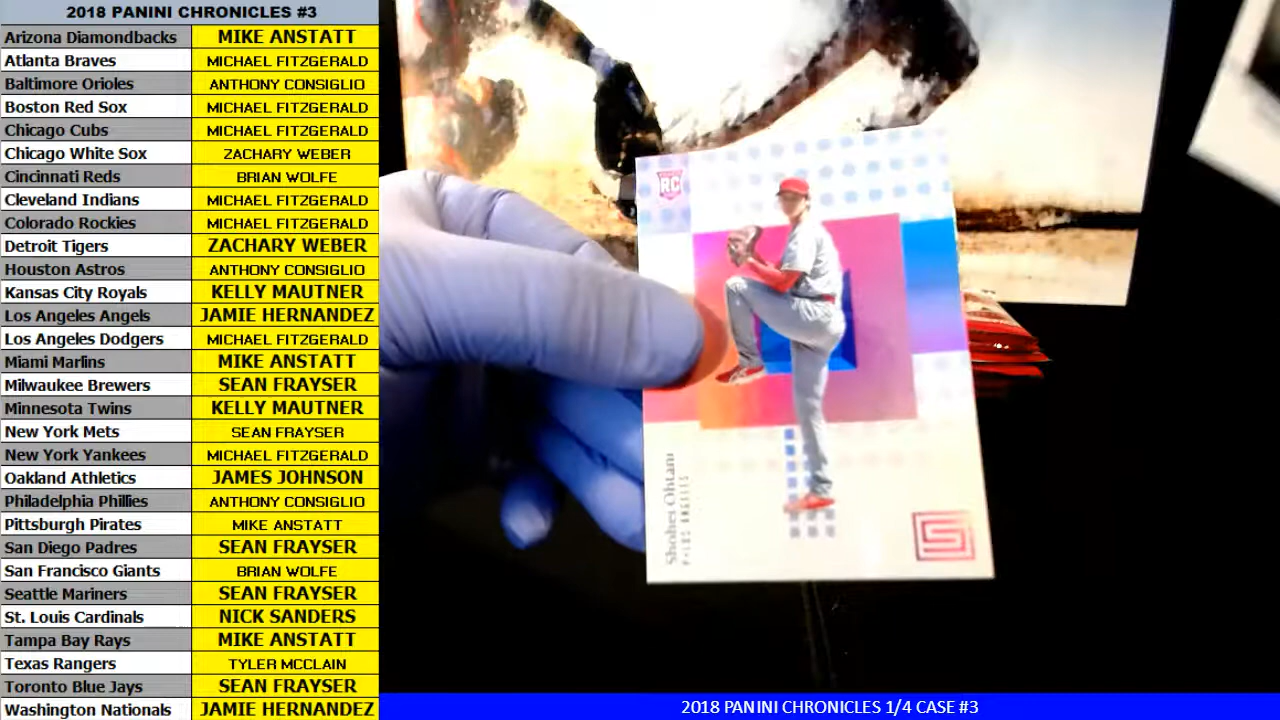 2018 PANINI CHRONICLES #3
Arizona Diamondbacks MIKE ANSTATT
Atlanta Braves MICHAEL FITZGERALD
Baltimore Orioles ANTHONY CONSIGLIO
Boston Red Sox MICHAEL FITZGERALD
Chicago Cubs MICHAEL FITZGERALD
Chicago White Sox ZACHARY WEBER
Cincinnati Reds BRIAN WOLFE
Cleveland Indians MICHAEL FITZGERALD
Colorado Rockies MICHAEL FITZGERALD
Detroit Tigers ZACHARY WEBER
Houston Astros ANTHONY CONSIGLIO
Kansas City Royals KELLY MAUTNER
Los Angeles Angels JAMIE HERNANDEZ
Los Angeles Dodgers MICHAEL FITZGERALD
Miami Marlins MIKE ANSTATT
Milwaukee Brewers SEAN FRAYSER
Minnesota Twins KELLY MAUTNER
New York Mets SEAN FRAYSER
New York Yankees MICHAEL FITZGERALD
Oakland Athletics JAMES JOHNSON
Philadelphia Phillies ANTHONY CONSIGLIO
Pittsburgh Pirates MIKE ANSTATT
San Diego Padres SEAN FRAYSER
San Francisco Giants BRIAN WOLFE
Seattle Mariners SEAN FRAYSER
St. Louis Cardinals NICK SANDERS
Tampa Bay Rays MIKE ANSTATT
Texas Rangers TYLER MCCLAIN
Toronto Blue Jays SEAN FRAYSER
Washington Nationals JAMIE HERNANDEZ
RC
Shohei Ohtani
P • LOS ANGELES
2018 PANINI CHRONICLES 1/4 CASE #3